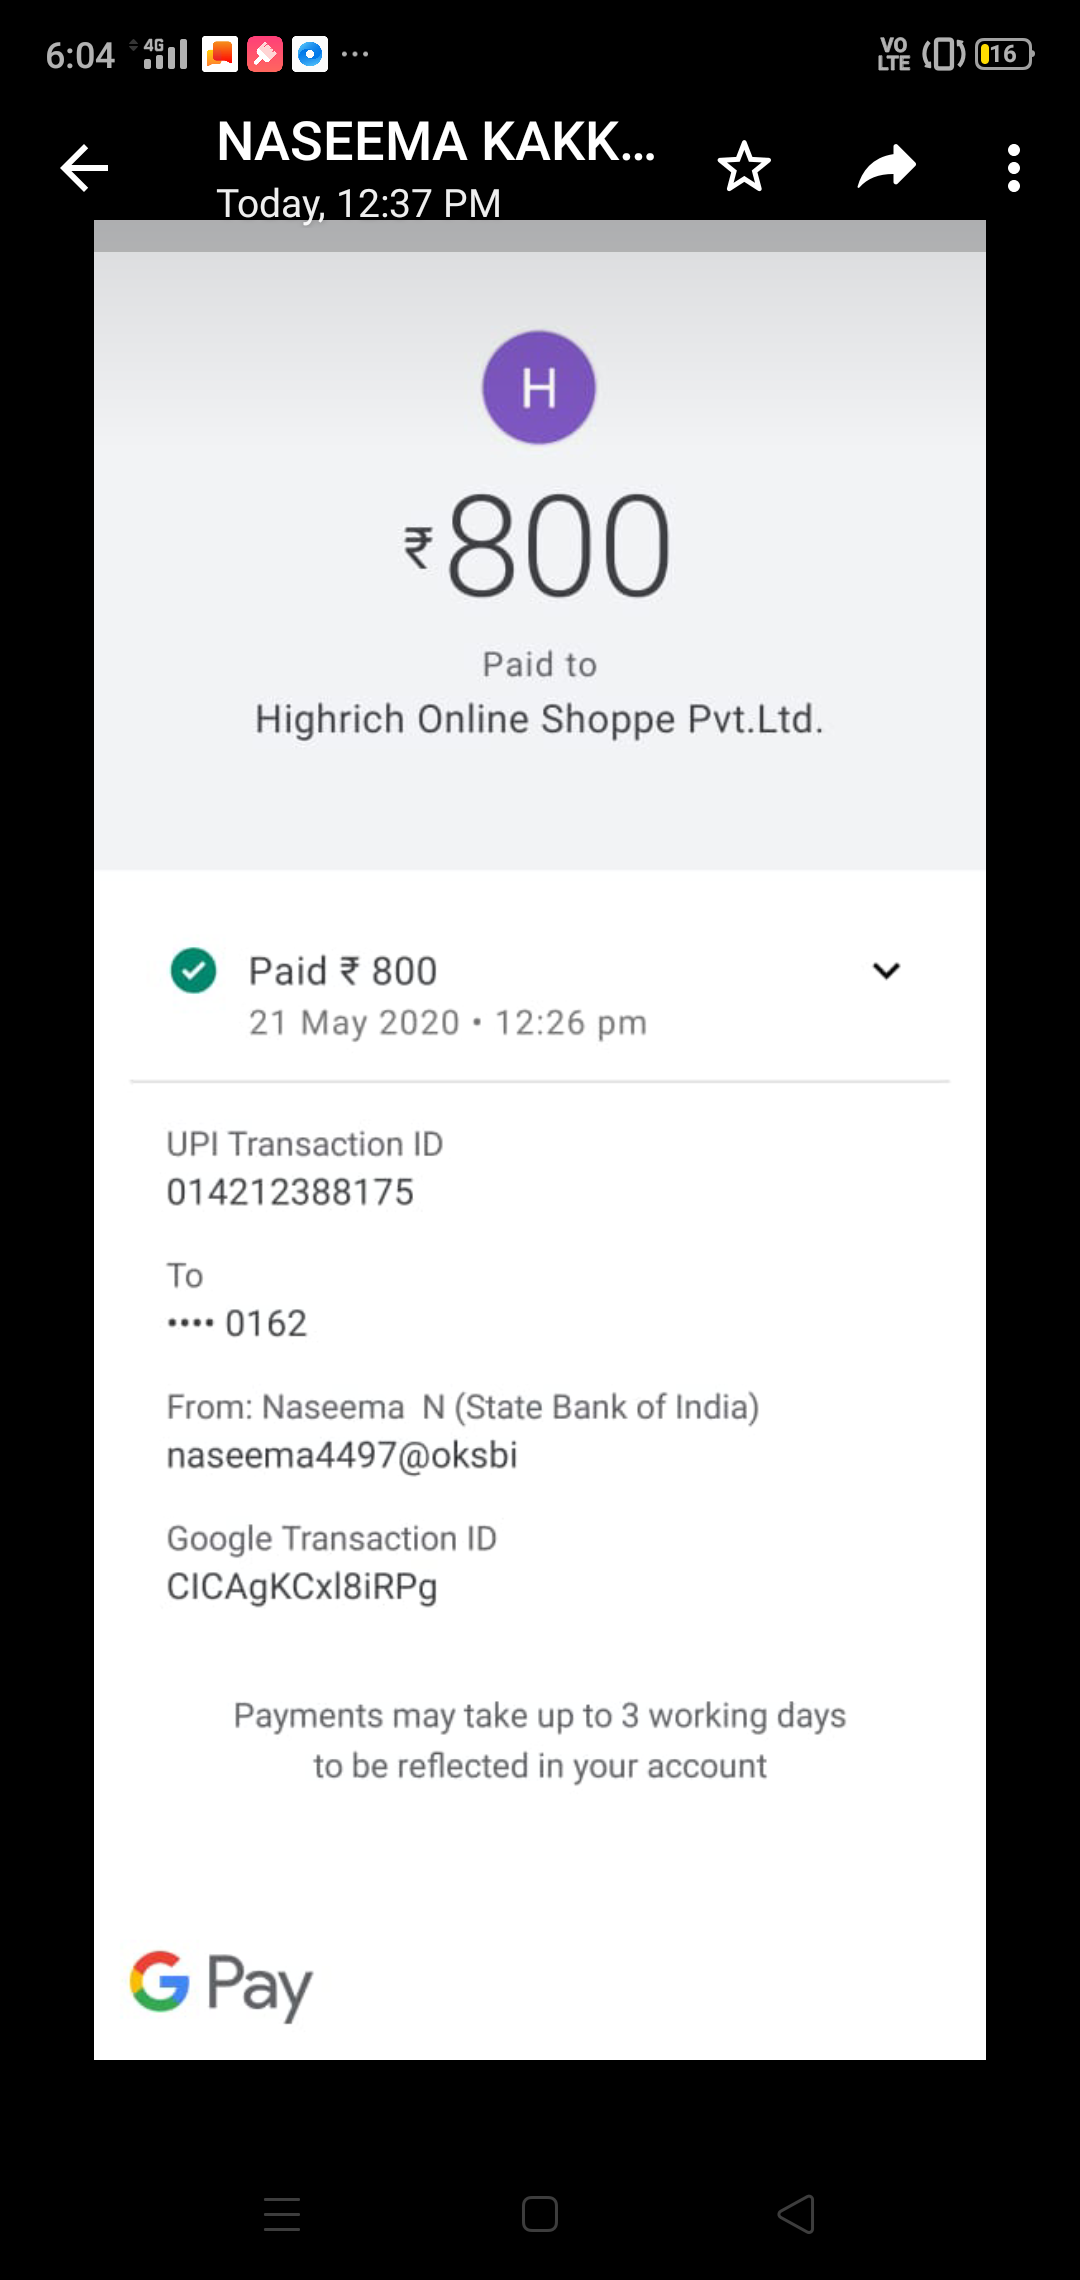 6:04 4G VO LTE 16
NASEEMA KAKK...
Today, 12:37 PM
H
₹800
Paid to
Highrich Online Shoppe Pvt.Ltd.
Paid ₹ 800
21 May 2020 • 12:26 pm
UPI Transaction ID
014212388175
To
•••• 0162
From: Naseema N (State Bank of India)
naseema4497@oksbi
Google Transaction ID
CICAgKCxl8iRPg
Payments may take up to 3 working days
to be reflected in your account
G Pay